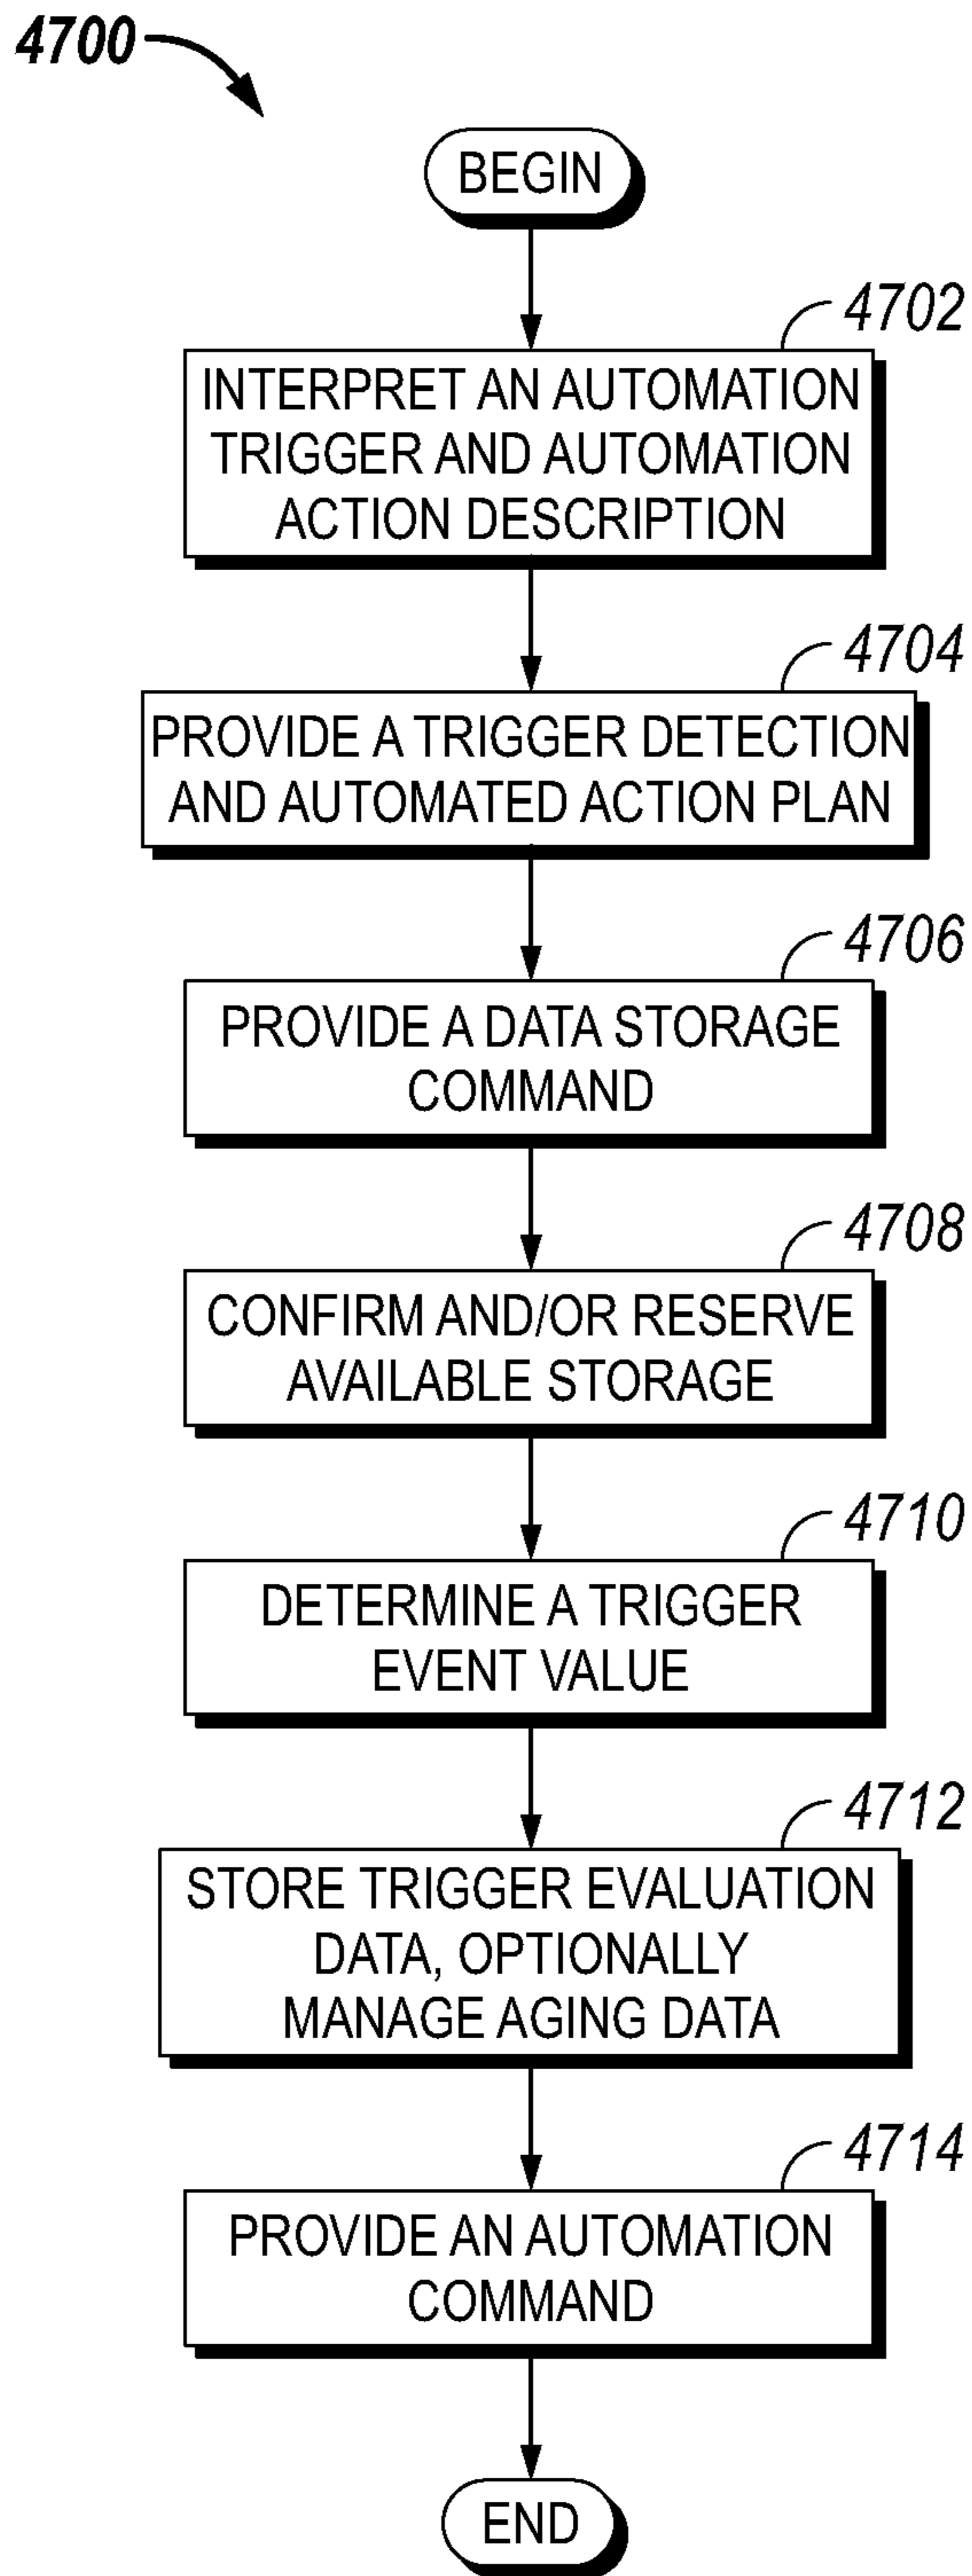 4700
BEGIN
4702
INTERPRET AN AUTOMATION
TRIGGER AND AUTOMATION
ACTION DESCRIPTION
4704
PROVIDE A TRIGGER DETECTION
AND AUTOMATED ACTION PLAN
4706
PROVIDE A DATA STORAGE
COMMAND
4708
CONFIRM AND/OR RESERVE
AVAILABLE STORAGE
4710
DETERMINE A TRIGGER
EVENT VALUE
4712
STORE TRIGGER EVALUATION
DATA, OPTIONALLY
MANAGE AGING DATA
4714
PROVIDE AN AUTOMATION
COMMAND
END